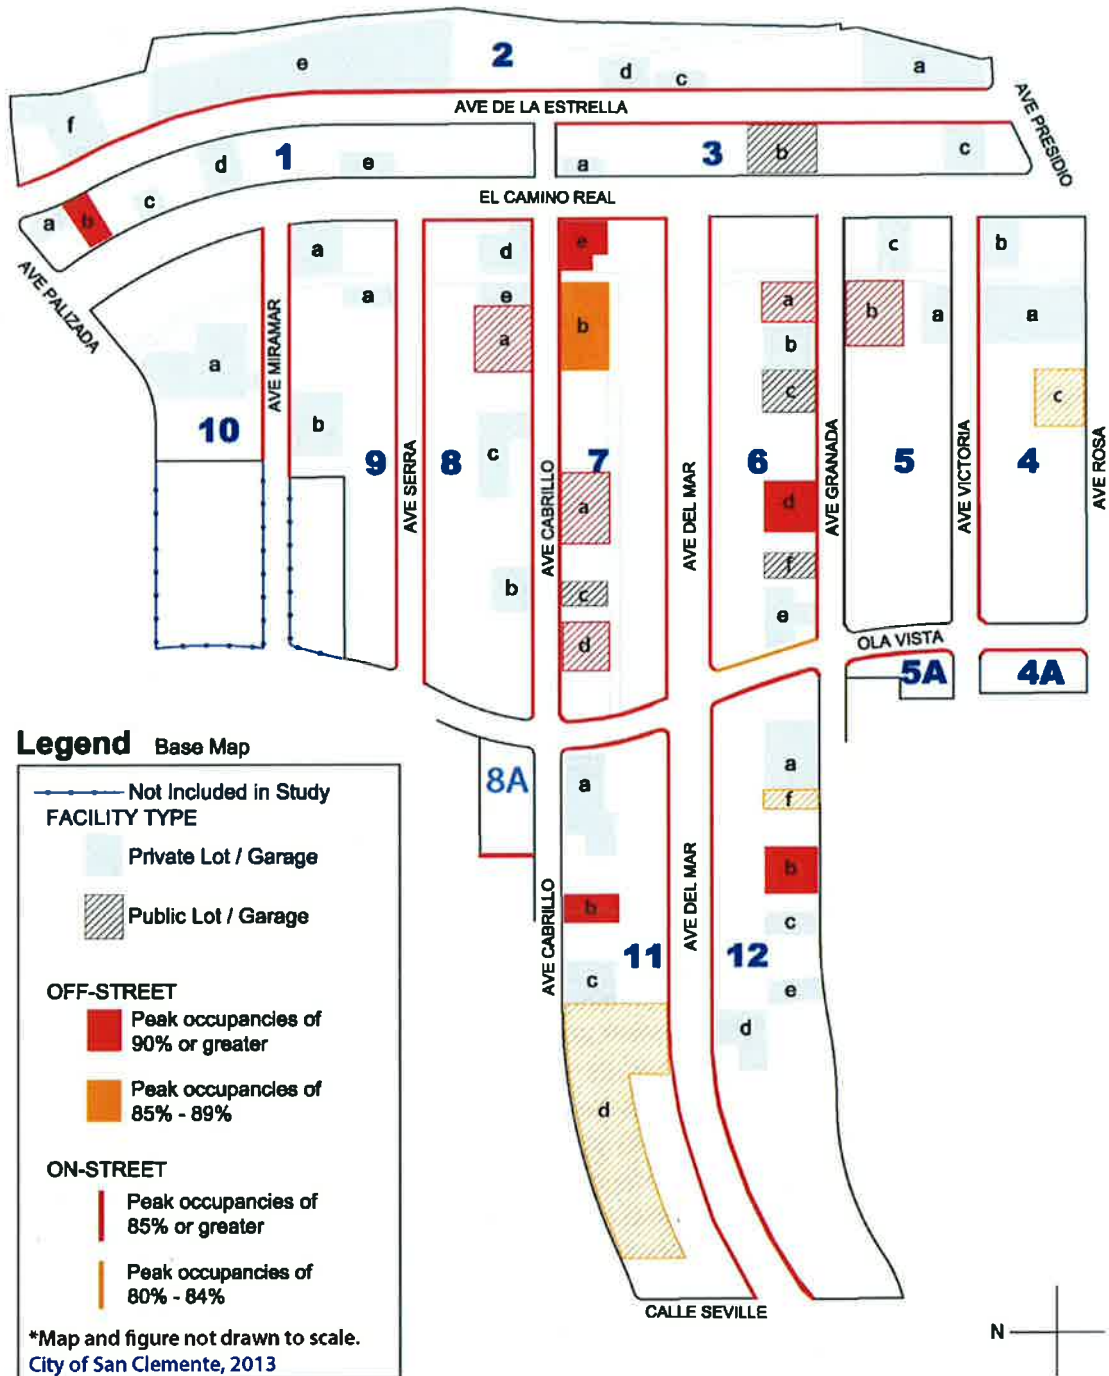 2
e
d
c
a
f
AVE DE LA ESTRELLA
AVE PRESIDIO
1
d
e
a
b
c
3
a
b
c
EL CAMINO REAL
AVE PALIZADA
10
a
AVE MIRAMAR
9
a
a
b
AVE SERRA
8
d
e
a
c
b
AVE CABRILLO
7
e
b
a
c
d
AVE DEL MAR
6
a
b
c
d
f
e
AVE GRANADA
5
c
b
a
AVE VICTORIA
4
b
a
c
AVE ROSA
OLA VISTA
5A
4A
8A
AVE CABRILLO
11
a
b
c
d
AVE DEL MAR
12
a
f
b
c
e
d
CALLE SEVILLE
N
Legend Base Map
Not Included in Study
FACILITY TYPE
Private Lot / Garage
Public Lot / Garage
OFF-STREET
Peak occupancies of
90% or greater
Peak occupancies of
85% - 89%
ON-STREET
Peak occupancies of
85% or greater
Peak occupancies of
80% - 84%
*Map and figure not drawn to scale.
City of San Clemente, 2013